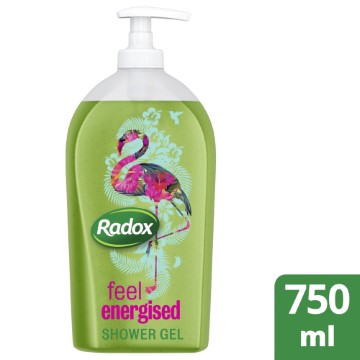 Radox
feel
energised
SHOWER GEL
750
ml